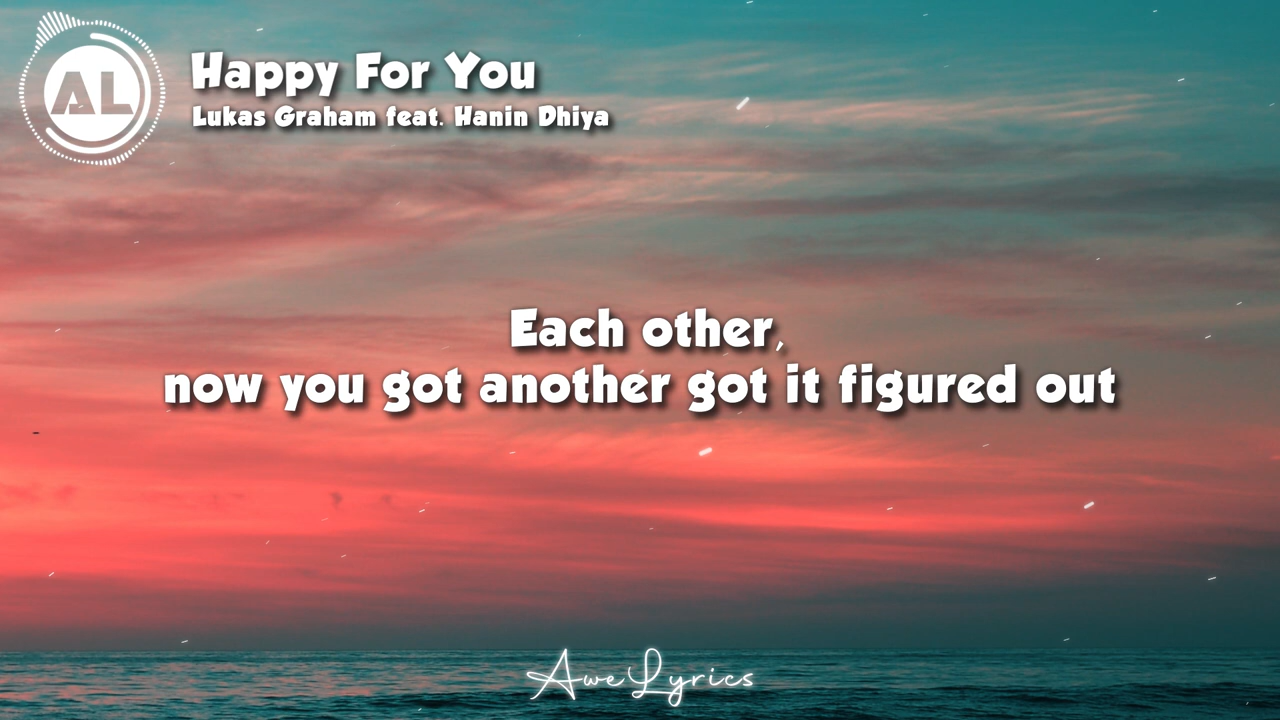 AL
Happy For You
Lukas Graham feat. Hanin Dhiya
Each other,
now you got another got it figured out
AweLyrics